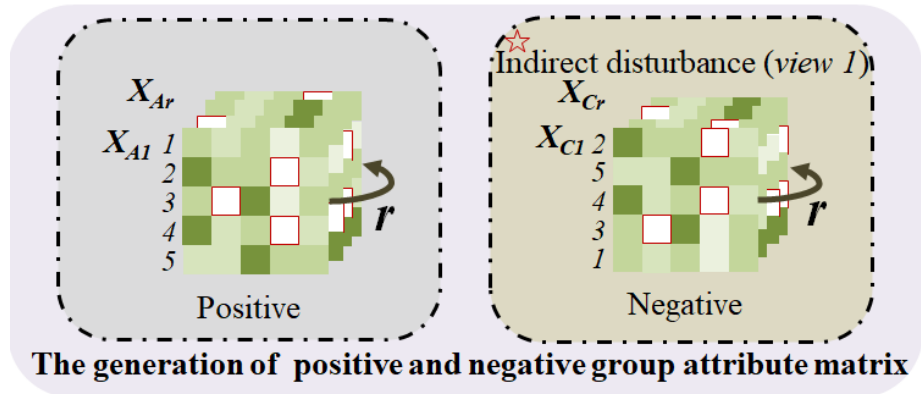 Indirect disturbance (view 1)
X_Ar
X_A1
1
2
3
4
5
r
Positive
X_Cr
X_C1
2
5
4
3
1
r
Negative
The generation of positive and negative group attribute matrix